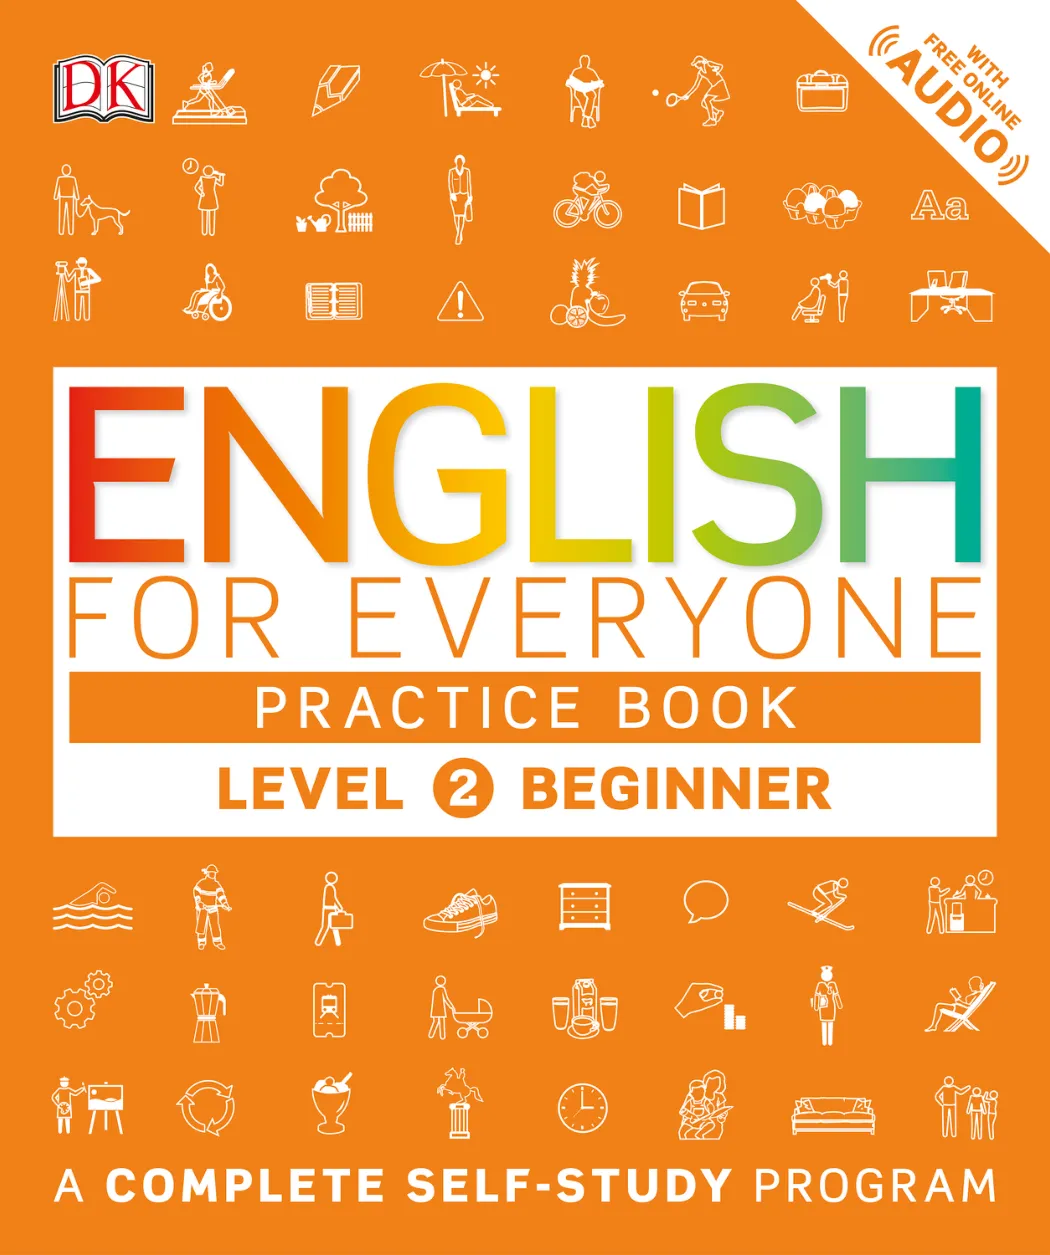 DK
WITH
FREE ONLINE
AUDIO
Aa
ENGLISH
FOR EVERYONE
PRACTICE BOOK
LEVEL 2 BEGINNER
A COMPLETE SELF-STUDY PROGRAM